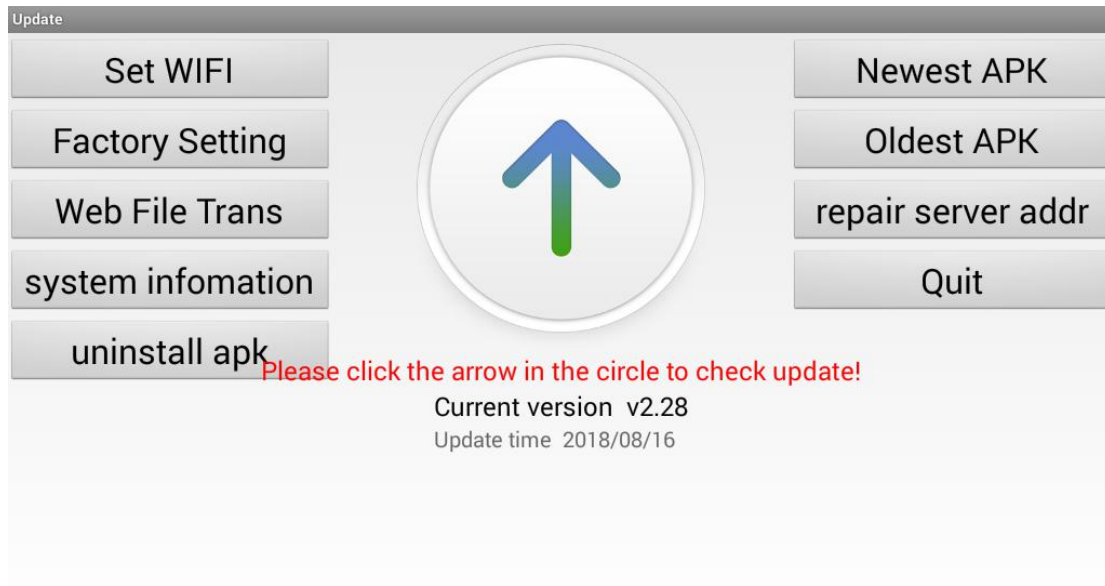 Update
Set WIFI
Factory Setting
Web File Trans
system infomation
uninstall apk
Newest APK
Oldest APK
repair server addr
Quit
Please click the arrow in the circle to check update!
Current version v2.28
Update time 2018/08/16